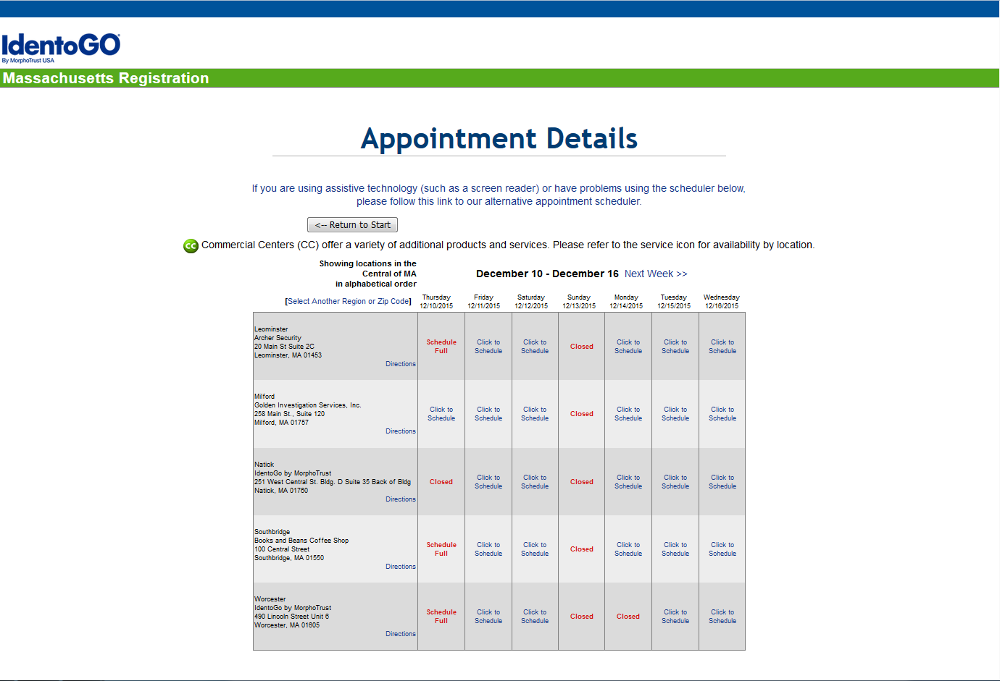 IdentoGO
By MorphoTrust USA
Massachusetts Registration
Appointment Details
If you are using assistive technology (such as a screen reader) or have problems using the scheduler below,
please follow this link to our alternative appointment scheduler.
<-- Return to Start
CC Commercial Centers (CC) offer a variety of additional products and services. Please refer to the service icon for availability by location.
Showing locations in the
Central of MA
in alphabetical order
December 10 - December 16 Next Week >>
[Select Another Region or Zip Code]
Thursday Friday Saturday Sunday Monday Tuesday Wednesday
12/10/2015 12/11/2015 12/12/2015 12/13/2015 12/14/2015 12/15/2015 12/16/2015
Leominster
Archer Security
20 Main St Suite 2C
Leominster, MA 01453
Directions
Schedule Click to Click to Closed Click to Click to Click to
Full Schedule Schedule Schedule Schedule Schedule
Milford
Golden Investigation Services, Inc.
258 Main St., Suite 120
Milford, MA 01757
Directions
Click to Click to Click to Closed Click to Click to Click to
Schedule Schedule Schedule Schedule Schedule Schedule
Natick
IdentoGo by MorphoTrust
251 West Central St. Bldg. D Suite 35 Back of Bldg
Natick, MA 01760
Directions
Closed Click to Click to Closed Click to Click to Click to
Schedule Schedule Schedule Schedule Schedule
Southbridge
Books and Beans Coffee Shop
100 Central Street
Southbridge, MA 01550
Directions
Schedule Click to Click to Closed Click to Click to Click to
Full Schedule Schedule Schedule Schedule Schedule
Worcester
IdentoGo by MorphoTrust
490 Lincoln Street Unit 6
Worcester, MA 01605
Directions
Schedule Click to Click to Closed Closed Click to Click to
Full Schedule Schedule Schedule Schedule